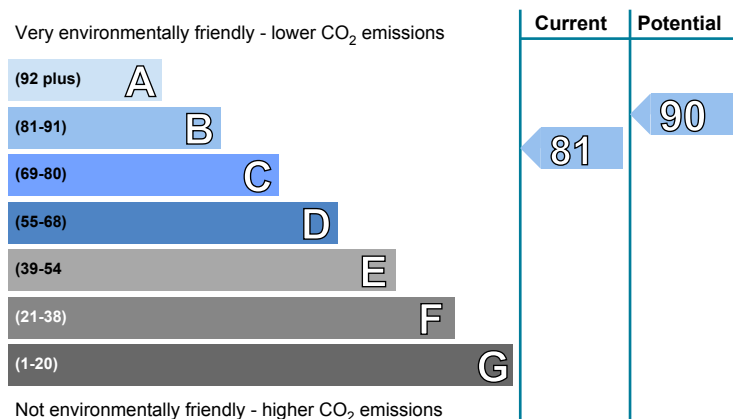 Very environmentally friendly - lower CO₂ emissions
Current
Potential
(92 plus) A
(81-91) B
(69-80) C
(55-68) D
(39-54 E
(21-38) F
(1-20) G
81
90
Not environmentally friendly - higher CO₂ emissions